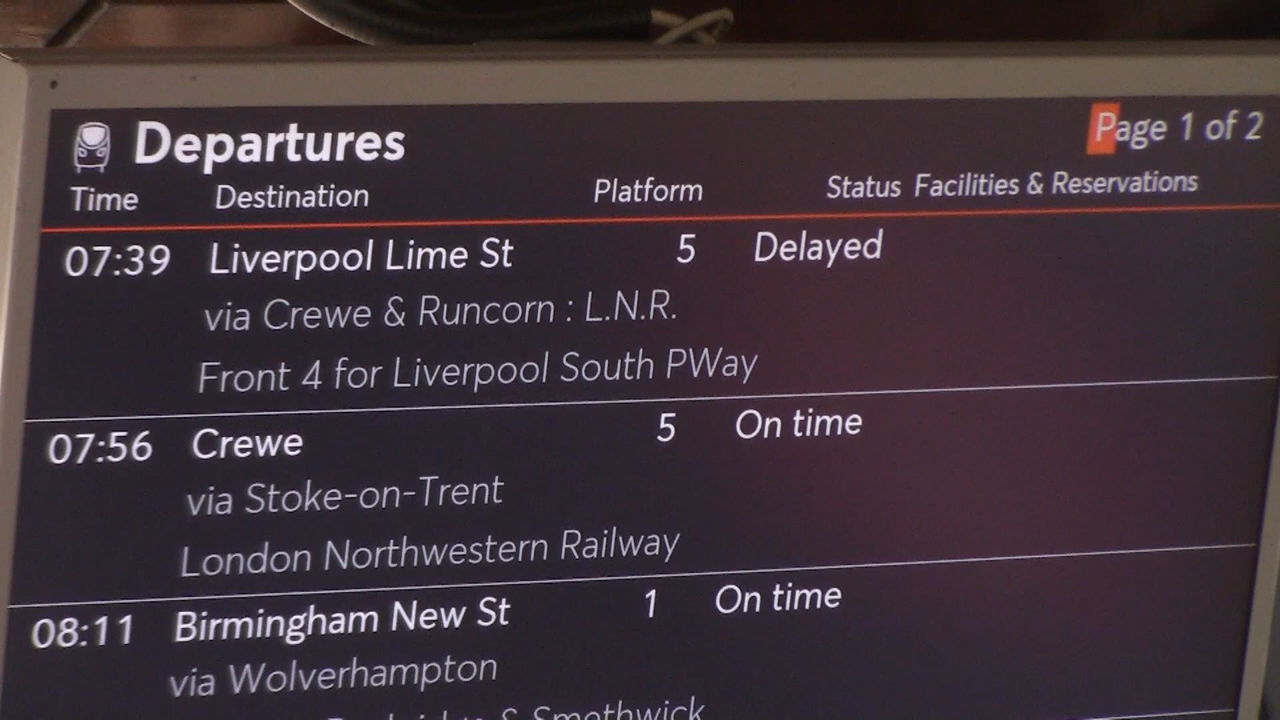 Departures
Page 1 of 2
Time Destination Platform Status Facilities & Reservations
07:39 Liverpool Lime St 5 Delayed
via Crewe & Runcorn : L.N.R.
Front 4 for Liverpool South PWay
07:56 Crewe 5 On time
via Stoke-on-Trent
London Northwestern Railway
08:11 Birmingham New St 1 On time
via Wolverhampton
& Smethwick